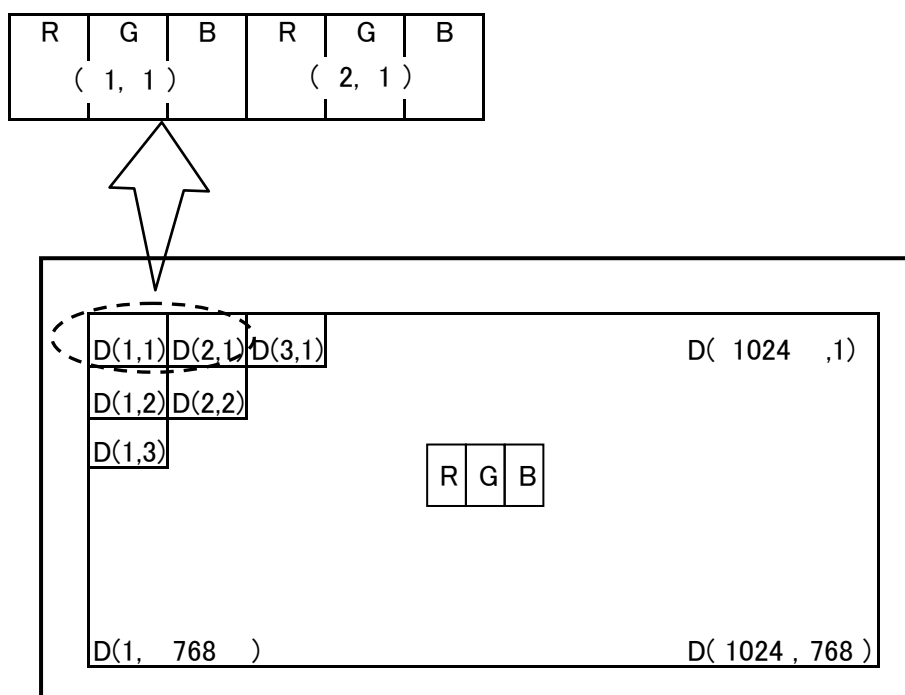 R G B R G B
( 1, 1 ) ( 2, 1 )
D(1,1) D(2,1) D(3,1) D( 1024 ,1)
D(1,2) D(2,2)
D(1,3)
R G B
D(1, 768 ) D( 1024 , 768 )